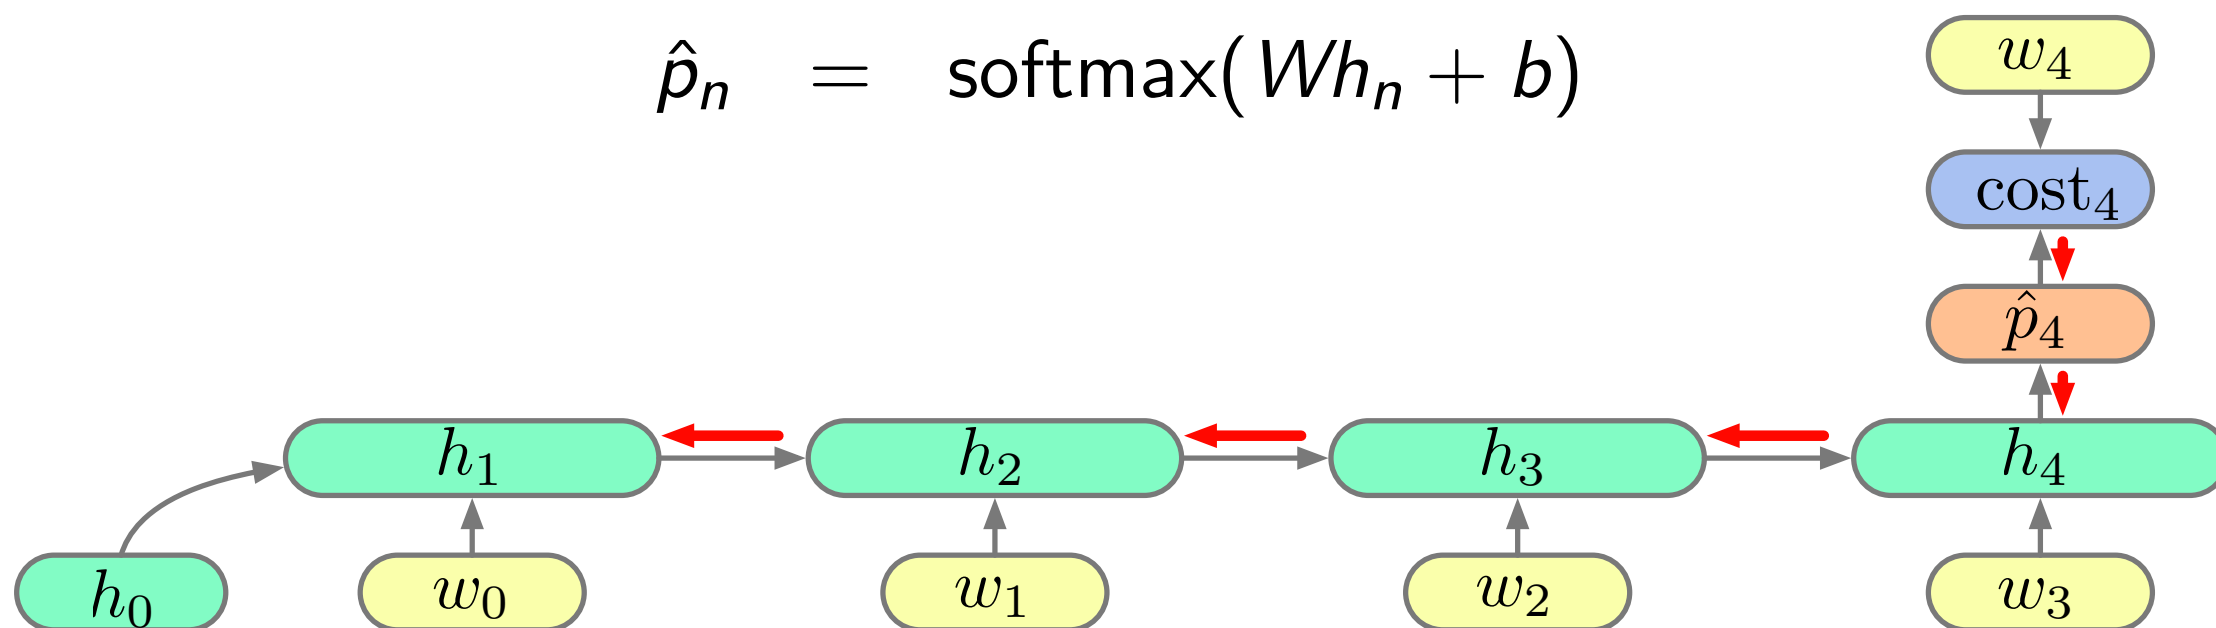 p̂ₙ = softmax(Whₙ + b)
w₄
cost₄
p̂₄
h₁ h₂ h₃ h₄
h₀ w₀ w₁ w₂ w₃